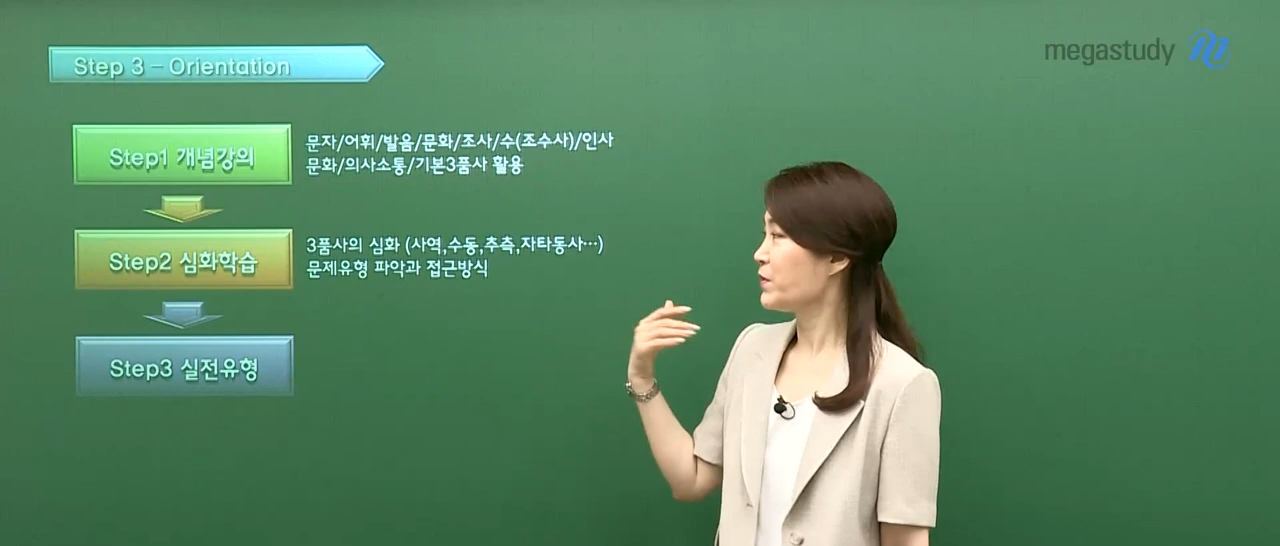 Step 3 – Orientation
megastudy
Step1 개념강의
문자/어휘/발음/문화/조사/수(조수사)/인사
문화/의사소통/기본3품사 활용
Step2 심화학습
3품사의 심화 (사역,수동,추측,자타동사…)
문제유형 파악과 접근방식
Step3 실전유형